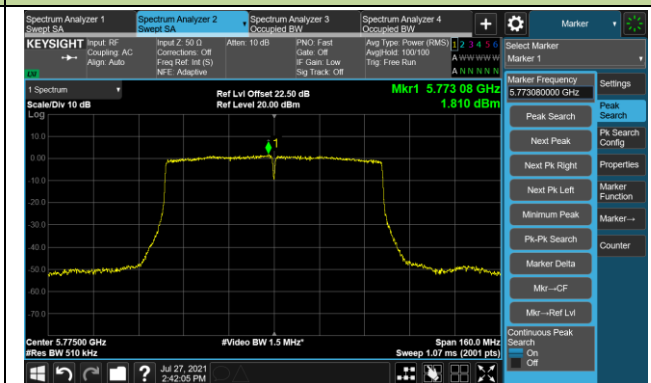 Spectrum Analyzer 1
Swept SA
Spectrum Analyzer 2
Swept SA
Spectrum Analyzer 3
Occupied BW
Spectrum Analyzer 4
Occupied BW
+
Marker
KEYSIGHT
Input: RF
Coupling: AC
Align: Auto
Input Z: 50 Ω
Corrections: Off
Freq Ref: Int (S)
NFE: Adaptive
Atten: 10 dB
PNO: Fast
Gate: Off
IF Gain: Low
Sig Track: Off
Avg Type: Power (RMS)
Avg|Hold: 100/100
Trig: Free Run
1 2 3 4 5 6
A W W W W W
A N N N N N
Select Marker
Marker 1
1 Spectrum
Scale/Div 10 dB
Log
Ref Lvl Offset 22.50 dB
Ref Level 20.00 dBm
Mkr1 5.773 08 GHz
1.810 dBm
10.0
0.00
-10.0
-20.0
-30.0
-40.0
-50.0
-60.0
-70.0
1
Center 5.77500 GHz
#Res BW 510 kHz
#Video BW 1.5 MHz*
Span 160.0 MHz
Sweep 1.07 ms (2001 pts)
Marker Frequency
5.773080000 GHz
Peak Search
Next Peak
Next Pk Right
Next Pk Left
Minimum Peak
Pk-Pk Search
Marker Delta
Mkr→CF
Mkr→Ref Lvl
Continuous Peak
Search
On
Off
Settings
Peak
Search
Pk Search
Config
Properties
Marker
Function
Marker→
Counter
?
Jul 27, 2021
2:42:05 PM